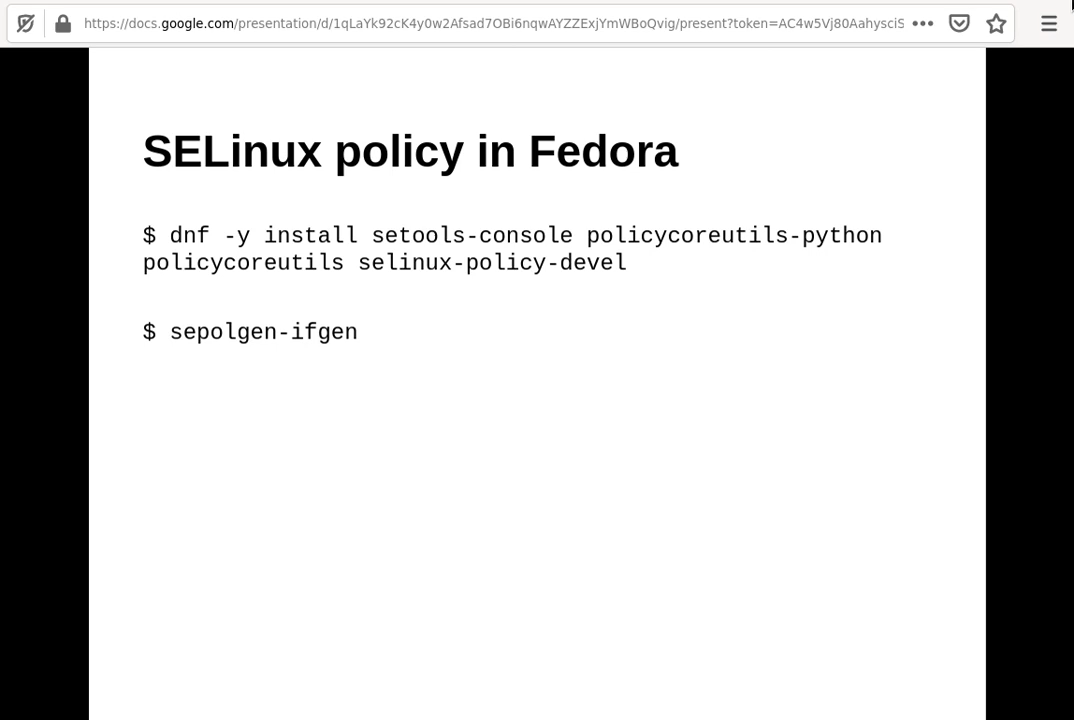 https://docs.google.com/presentation/d/1qLaYk92cK4y0w2Afsad7OBi6nqwAYZZExjYmWBoQvig/present?token=AC4w5Vj80AahysciS
SELinux policy in Fedora
$ dnf -y install setools-console policycoreutils-python
policycoreutils selinux-policy-devel
$ sepolgen-ifgen